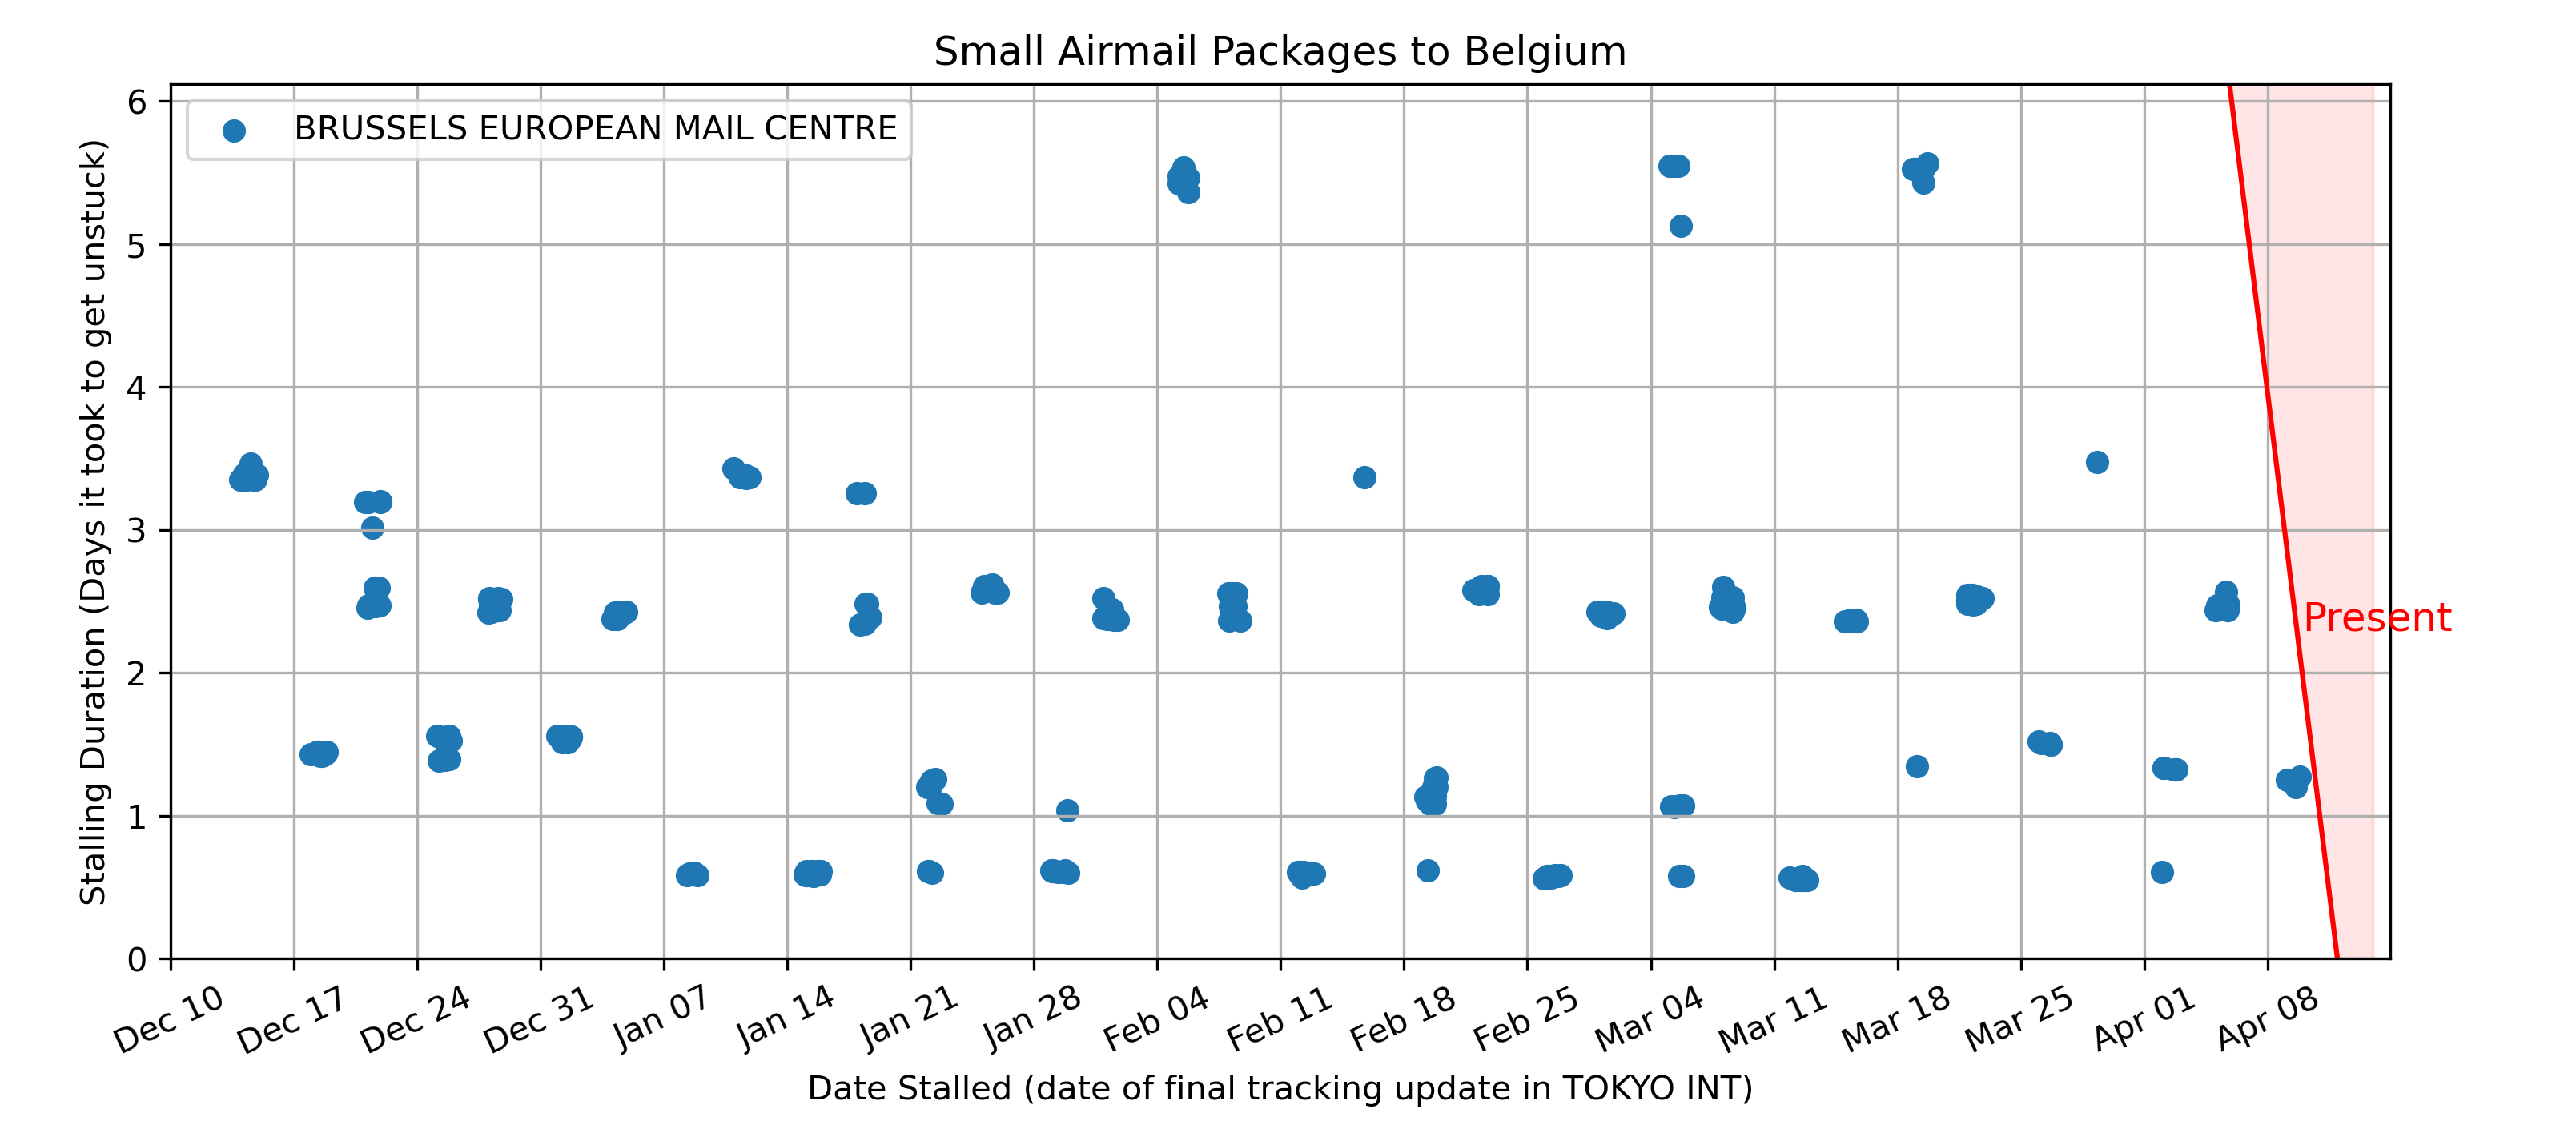 Small Airmail Packages to Belgium
BRUSSELS EUROPEAN MAIL CENTRE
Stalling Duration (Days it took to get unstuck)
6
5
4
3
2
1
0
Present
Dec 10
Dec 17
Dec 24
Dec 31
Jan 07
Jan 14
Jan 21
Jan 28
Feb 04
Feb 11
Feb 18
Feb 25
Mar 04
Mar 11
Mar 18
Mar 25
Apr 01
Apr 08
Date Stalled (date of final tracking update in TOKYO INT)